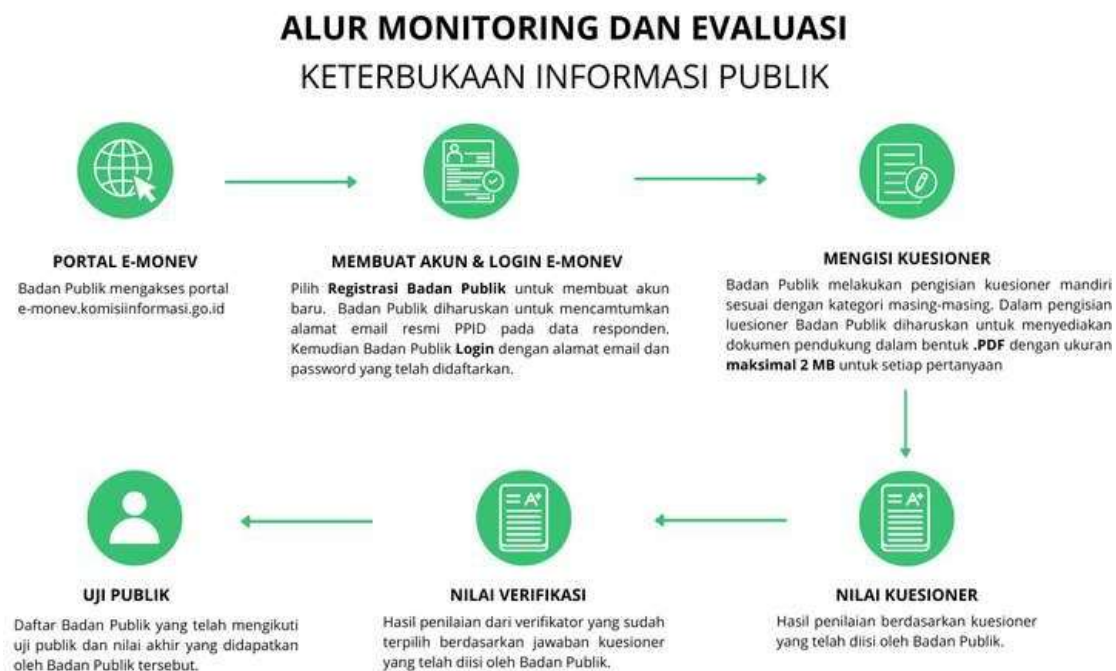 ALUR MONITORING DAN EVALUASI
KETERBUKAAN INFORMASI PUBLIK
PORTAL E-MONEV
Badan Publik mengakses portal
e-monev.komisiinformasi.go.id
MEMBUAT AKUN & LOGIN E-MONEV
Pilih Registrasi Badan Publik untuk membuat akun
baru. Badan Publik diharuskan untuk mencamtumkan
alamat email resmi PPID pada data responden.
Kemudian Badan Publik Login dengan alamat email dan
password yang telah didaftarkan.
MENGISI KUESIONER
Badan Publik melakukan pengisian kuesioner mandiri
sesuai dengan kategori masing-masing. Dalam pengisian
luesioner Badan Publik diharuskan untuk menyediakan
dokumen pendukung dalam bentuk .PDF dengan ukuran
maksimal 2 MB untuk setiap pertanyaan
A+
NILAI KUESIONER
Hasil penilaian berdasarkan kuesioner
yang telah diisi oleh Badan Publik.
A+
NILAI VERIFIKASI
Hasil penilaian dari verifikator yang sudah
terpilih berdasarkan jawaban kuesioner
yang telah diisi oleh Badan Publik.
UJI PUBLIK
Daftar Badan Publik yang telah mengikuti
uji publik dan nilai akhir yang didapatkan
oleh Badan Publik tersebut.